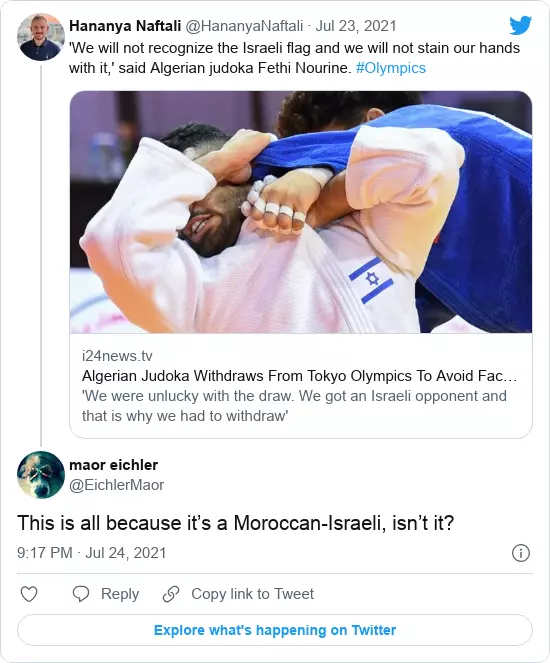 Hananya Naftali @HananyaNaftali · Jul 23, 2021
'We will not recognize the Israeli flag and we will not stain our hands
with it,' said Algerian judoka Fethi Nourine. #Olympics
i24news.tv
Algerian Judoka Withdraws From Tokyo Olympics To Avoid Fac…
'We were unlucky with the draw. We got an Israeli opponent and
that is why we had to withdraw'
maor eichler
@EichlerMaor
This is all because it’s a Moroccan-Israeli, isn’t it?
9:17 PM · Jul 24, 2021
Reply Copy link to Tweet
Explore what's happening on Twitter